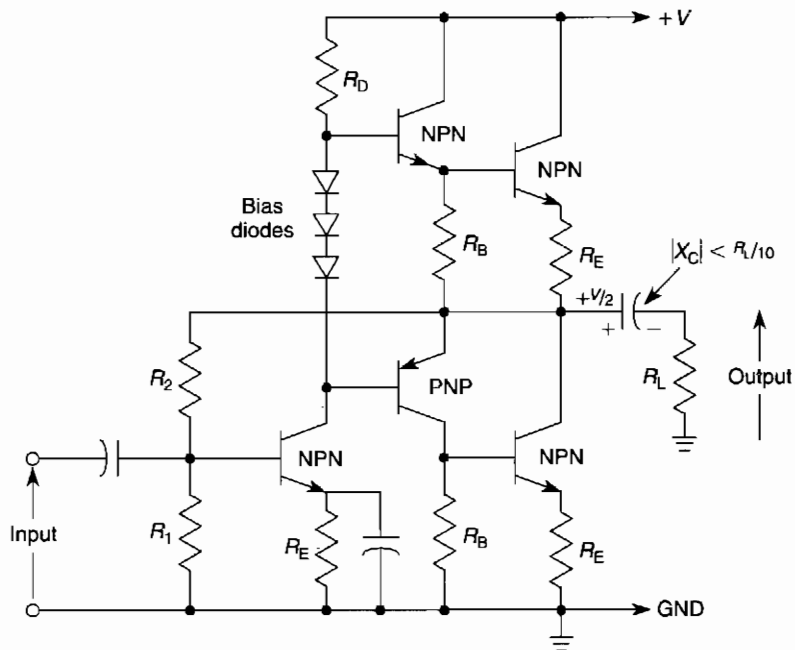 +V
R_D
NPN
NPN
Bias
diodes
R_B
R_E
|X_C| < R_L/10
+V/2
+
−
R_2
PNP
R_L
Output
NPN
NPN
Input
R_1
R_E
R_B
R_E
GND